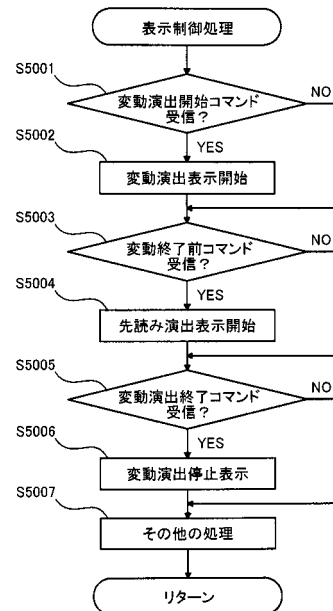 表示制御処理
S5001
変動演出開始コマンド
受信？
NO
YES
S5002
変動演出表示開始
S5003
変動終了前コマンド
受信？
NO
YES
S5004
先読み演出表示開始
S5005
変動演出終了コマンド
受信？
NO
YES
S5006
変動演出停止表示
S5007
その他の処理
リターン